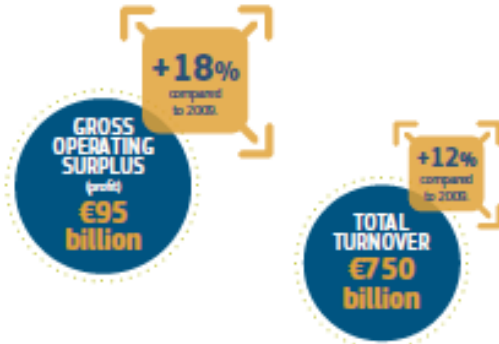 +18%
compared
to 2009.
GROSS
OPERATING
SURPLUS
(profit)
€95
billion
+12%
compared
to 2009.
TOTAL
TURNOVER
€750
billion